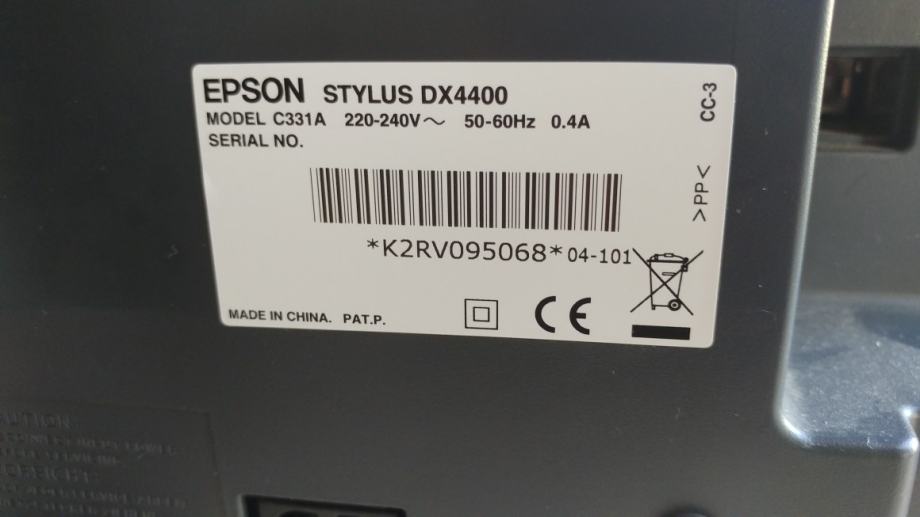 EPSON STYLUS DX4400
MODEL C331A 220-240V~ 50-60Hz 0.4A
SERIAL NO.
*K2RV095068* 04-101
MADE IN CHINA. PAT.P.
CE
CC-3
>PP<